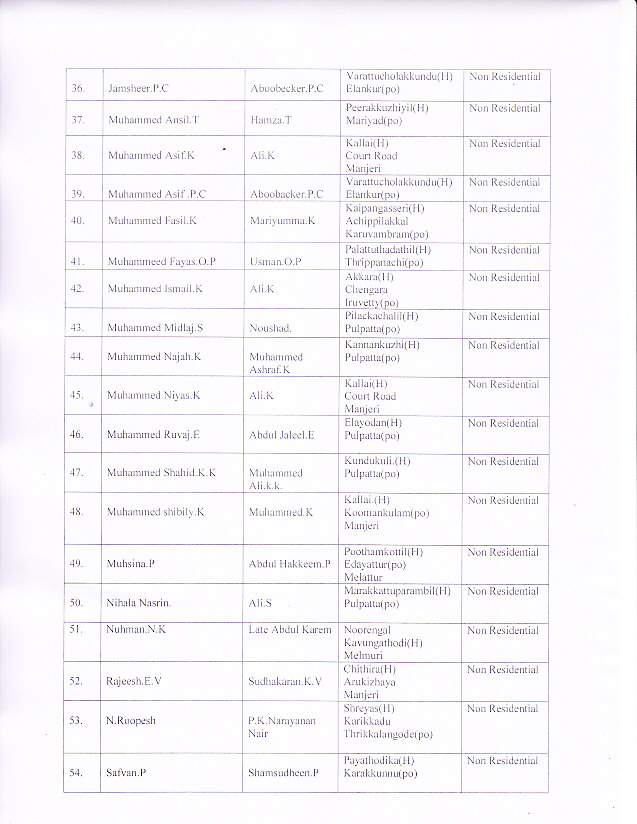 36. Jamsheer.P.C Aboobecker.P.C Varattucholakkundu(H) Non Residential
Elankur(po)
37. Muhammed Ansil.T Hamza.T Peerakkuzhiyil(H) Non Residential
Mariyad(po)
38. Muhammed Asif.K Ali.K Kallai(H) Non Residential
Court Road
Manjeri
39. Muhammed Asif .P.C Aboobacker.P.C Varattucholakkundu(H) Non Residential
Elankur(po)
40. Muhammed Fasil.K Mariyumma.K Kaipangasseri(H) Non Residential
Achippilakkal
Karuvambram(po)
41. Muhammeed Fayas.O.P Usman.O.P Palattuthadathil(H) Non Residential
Thrippanachi(po)
42. Muhammed Ismail.K Ali.K Akkara(H) Non Residential
Chengara
Iruvetty(po)
43. Muhammed Midlaj.S Noushad. Pilackachalil(H) Non Residential
Pulpatta(po)
44. Muhammed Najah.K Muhammed Kannankuzhi(H) Non Residential
Ashraf.K Pulpatta(po)
45. Muhammed Niyas.K Ali.K Kallai(H) Non Residential
Court Road
Manjeri
46. Muhammed Ruvaj.E Abdul Jaleel.E Elayodan(H) Non Residential
Pulpatta(po)
47. Muhammed Shahid.K.K Muhammed Kundukuli.(H) Non Residential
Ali.k.k. Pulpatta(po)
48. Muhammed shibily.K Muhammed.K Kallai.(H) Non Residential
Koomankulam(po)
Manjeri
49. Muhsina.P Abdul Hakkeem.P Poothamkottil(H) Non Residential
Edayattur(po)
Melattur
50. Nihala Nasrin. Ali.S Marakkattuparambil(H) Non Residential
Pulpatta(po)
51. Nuhman.N.K Late Abdul Karem Noorengal Non Residential
Kavungathodi(H)
Melmuri
52. Rajeesh.E.V Sudhakaran.K.V Chithira(H) Non Residential
Arukizhaya
Manjeri
53. N.Roopesh P.K.Narayanan Shreyas(H) Non Residential
Nair Karikkadu
Thrikkalangode(po)
54. Safvan.P Shamsudheen.P Payathodika(H) Non Residential
Karakkunnu(po)